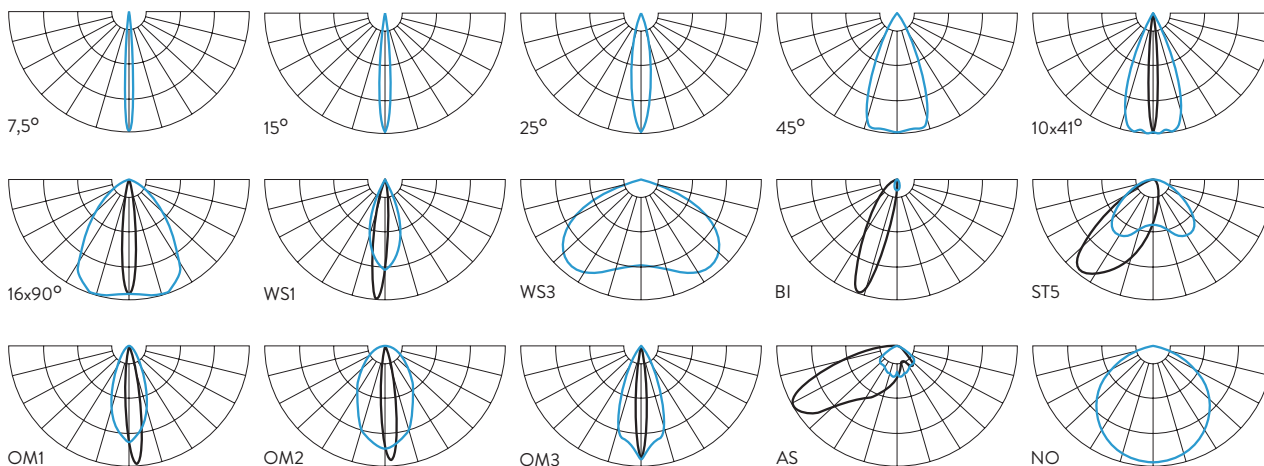 7,5°
15°
25°
45°
10x41°
16x90°
WS1
WS3
BI
ST5
OM1
OM2
OM3
AS
NO